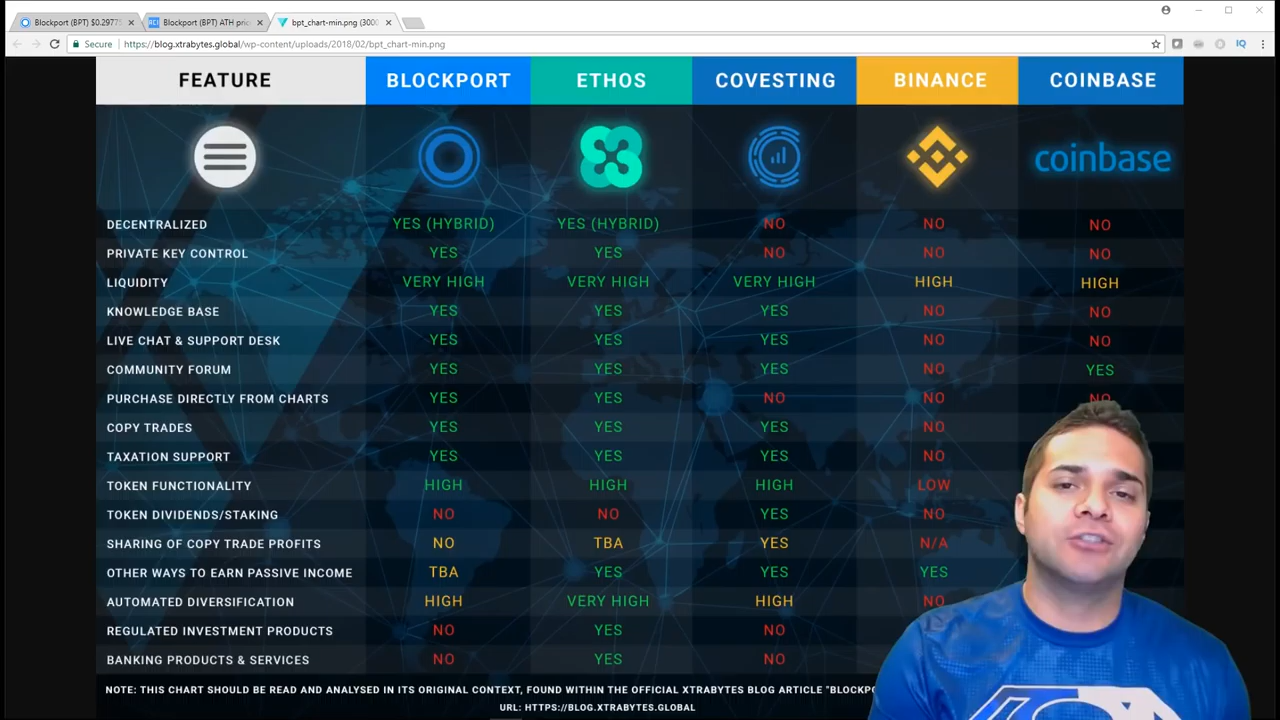 Blockport (BPT) $0.29775
Blockport (BPT) ATH pri
bpt_chart-min.png (300
Secure https://blog.xtrabytes.global/wp-content/uploads/2018/02/bpt_chart-min.png
FEATURE BLOCKPORT ETHOS COVESTING BINANCE COINBASE
coinbase
DECENTRALIZED YES (HYBRID) YES (HYBRID) NO NO NO
PRIVATE KEY CONTROL YES YES NO NO NO
LIQUIDITY VERY HIGH VERY HIGH VERY HIGH HIGH HIGH
KNOWLEDGE BASE YES YES YES NO NO
LIVE CHAT & SUPPORT DESK YES YES YES NO NO
COMMUNITY FORUM YES YES YES NO YES
PURCHASE DIRECTLY FROM CHARTS YES YES NO NO NO
COPY TRADES YES YES YES NO
TAXATION SUPPORT YES YES YES NO
TOKEN FUNCTIONALITY HIGH HIGH HIGH LOW
TOKEN DIVIDENDS/STAKING NO NO YES NO
SHARING OF COPY TRADE PROFITS NO TBA YES N/A
OTHER WAYS TO EARN PASSIVE INCOME TBA YES YES YES
AUTOMATED DIVERSIFICATION HIGH VERY HIGH HIGH NO
REGULATED INVESTMENT PRODUCTS NO YES NO
BANKING PRODUCTS & SERVICES NO YES NO
NOTE: THIS CHART SHOULD BE READ AND ANALYSED IN ITS ORIGINAL CONTEXT, FOUND WITHIN THE OFFICIAL XTRABYTES BLOG ARTICLE "BLOCKPO
URL: HTTPS://BLOG.XTRABYTES.GLOBAL